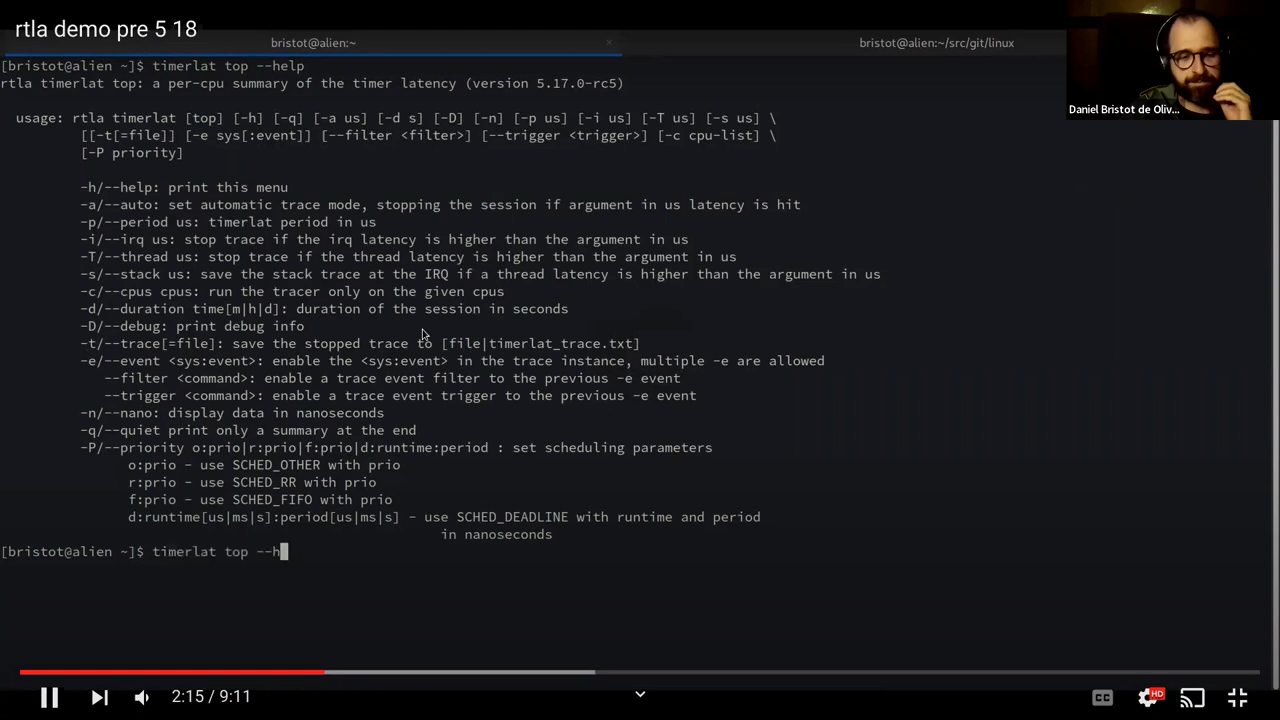 rtla demo pre 5 18
bristot@alien:~ × bristot@alien:~/src/git/linux
[bristot@alien ~]$ timerlat top --help
rtla timerlat top: a per-cpu summary of the timer latency (version 5.17.0-rc5)
usage: rtla timerlat [top] [-h] [-q] [-a us] [-d s] [-D] [-n] [-p us] [-i us] [-T us] [-s us] \
[[-t[=file]] [-e sys[:event]] [--filter <filter>] [--trigger <trigger>] [-c cpu-list] \
[-P priority]
-h/--help: print this menu
-a/--auto: set automatic trace mode, stopping the session if argument in us latency is hit
-p/--period us: timerlat period in us
-i/--irq us: stop trace if the irq latency is higher than the argument in us
-T/--thread us: stop trace if the thread latency is higher than the argument in us
-s/--stack us: save the stack trace at the IRQ if a thread latency is higher than the argument in us
-c/--cpus cpus: run the tracer only on the given cpus
-d/--duration time[m|h|d]: duration of the session in seconds
-D/--debug: print debug info
-t/--trace[=file]: save the stopped trace to [file|timerlat_trace.txt]
-e/--event <sys:event>: enable the <sys:event> in the trace instance, multiple -e are allowed
--filter <command>: enable a trace event filter to the previous -e event
--trigger <command>: enable a trace event trigger to the previous -e event
-n/--nano: display data in nanoseconds
-q/--quiet print only a summary at the end
-P/--priority o:prio|r:prio|f:prio|d:runtime:period : set scheduling parameters
o:prio - use SCHED_OTHER with prio
r:prio - use SCHED_RR with prio
f:prio - use SCHED_FIFO with prio
d:runtime[us|ms|s]:period[us|ms|s] - use SCHED_DEADLINE with runtime and period
in nanoseconds
[bristot@alien ~]$ timerlat top --h
Daniel Bristot de Oliv...
2:15 / 9:11
CC
HD